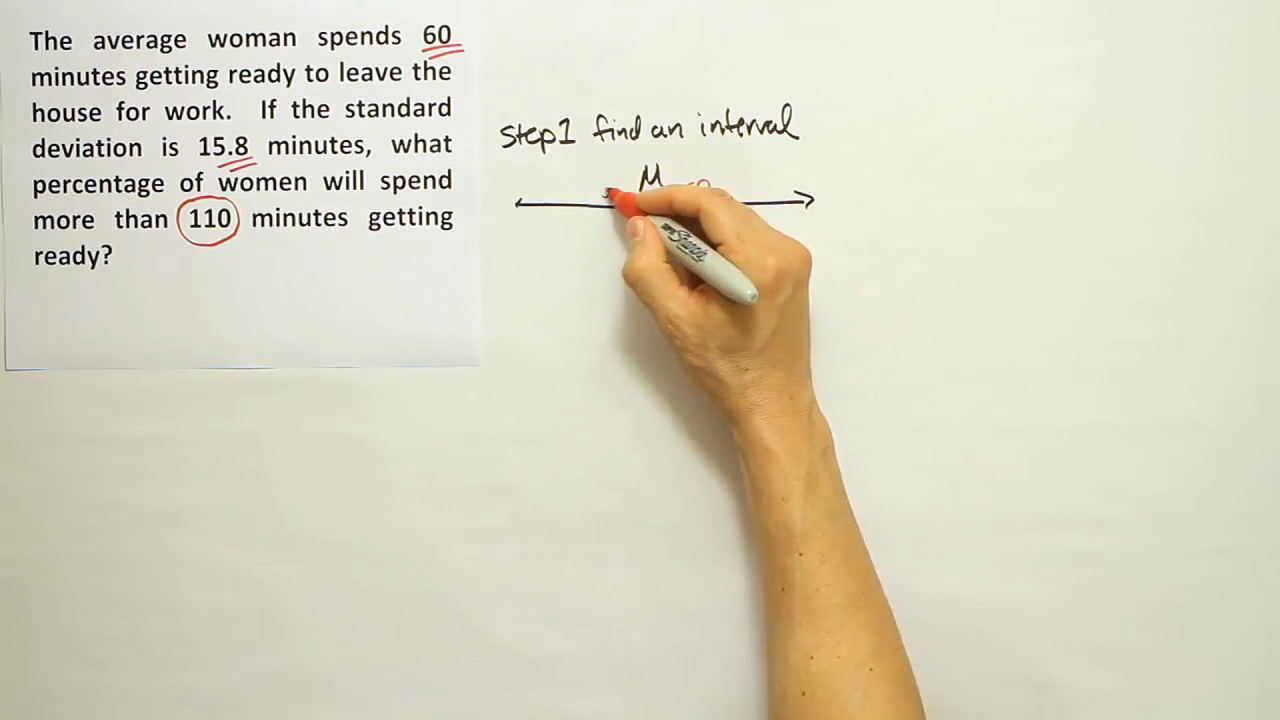 The average woman spends 60
minutes getting ready to leave the
house for work. If the standard
deviation is 15.8 minutes, what
percentage of women will spend
more than 110 minutes getting
ready?
Step1 find an interval
μ
Sharpie